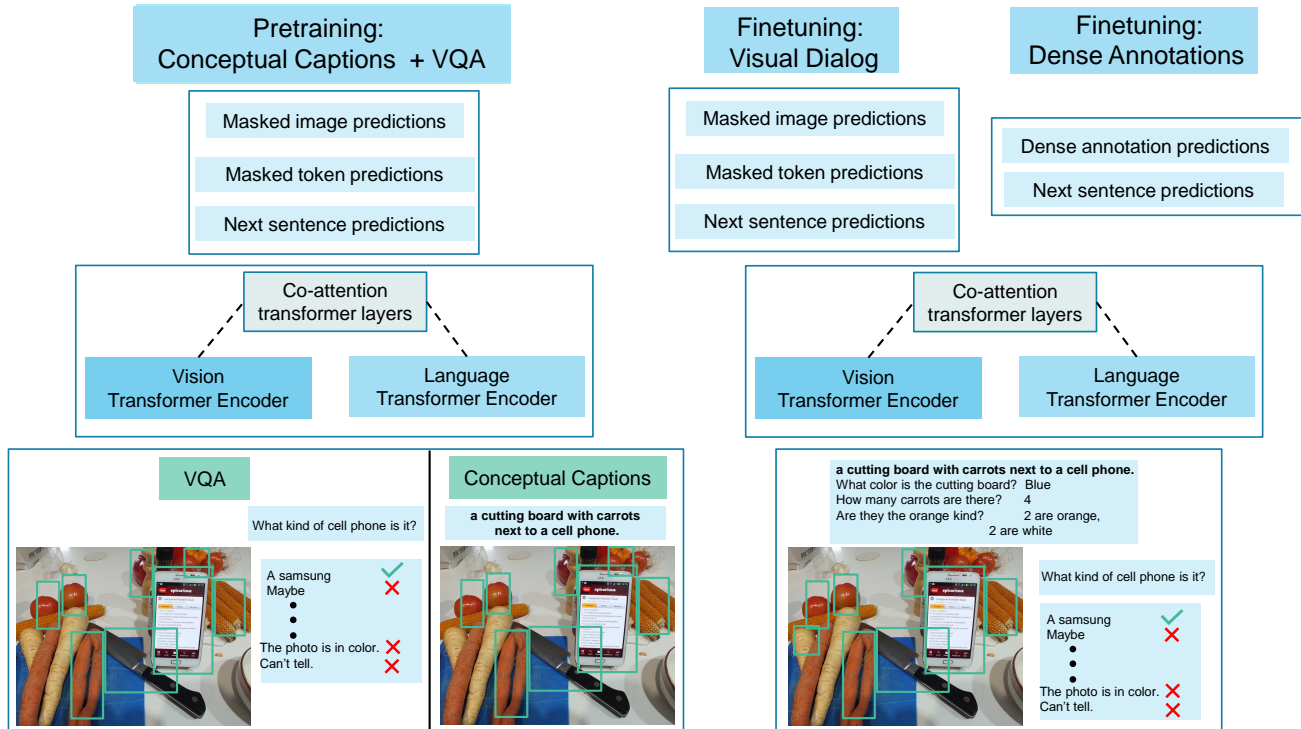 Pretraining:
Conceptual Captions + VQA
Masked image predictions
Masked token predictions
Next sentence predictions
Co-attention
transformer layers
Vision
Transformer Encoder
Language
Transformer Encoder
VQA
What kind of cell phone is it?
A samsung
Maybe
The photo is in color.
Can't tell.
epicurious
Conceptual Captions
a cutting board with carrots
next to a cell phone.
epicurious
Finetuning:
Visual Dialog
Masked image predictions
Masked token predictions
Next sentence predictions
Finetuning:
Dense Annotations
Dense annotation predictions
Next sentence predictions
Co-attention
transformer layers
Vision
Transformer Encoder
Language
Transformer Encoder
a cutting board with carrots next to a cell phone.
What color is the cutting board? Blue
How many carrots are there? 4
Are they the orange kind? 2 are orange,
2 are white
epicurious
What kind of cell phone is it?
A samsung
Maybe
The photo is in color.
Can't tell.